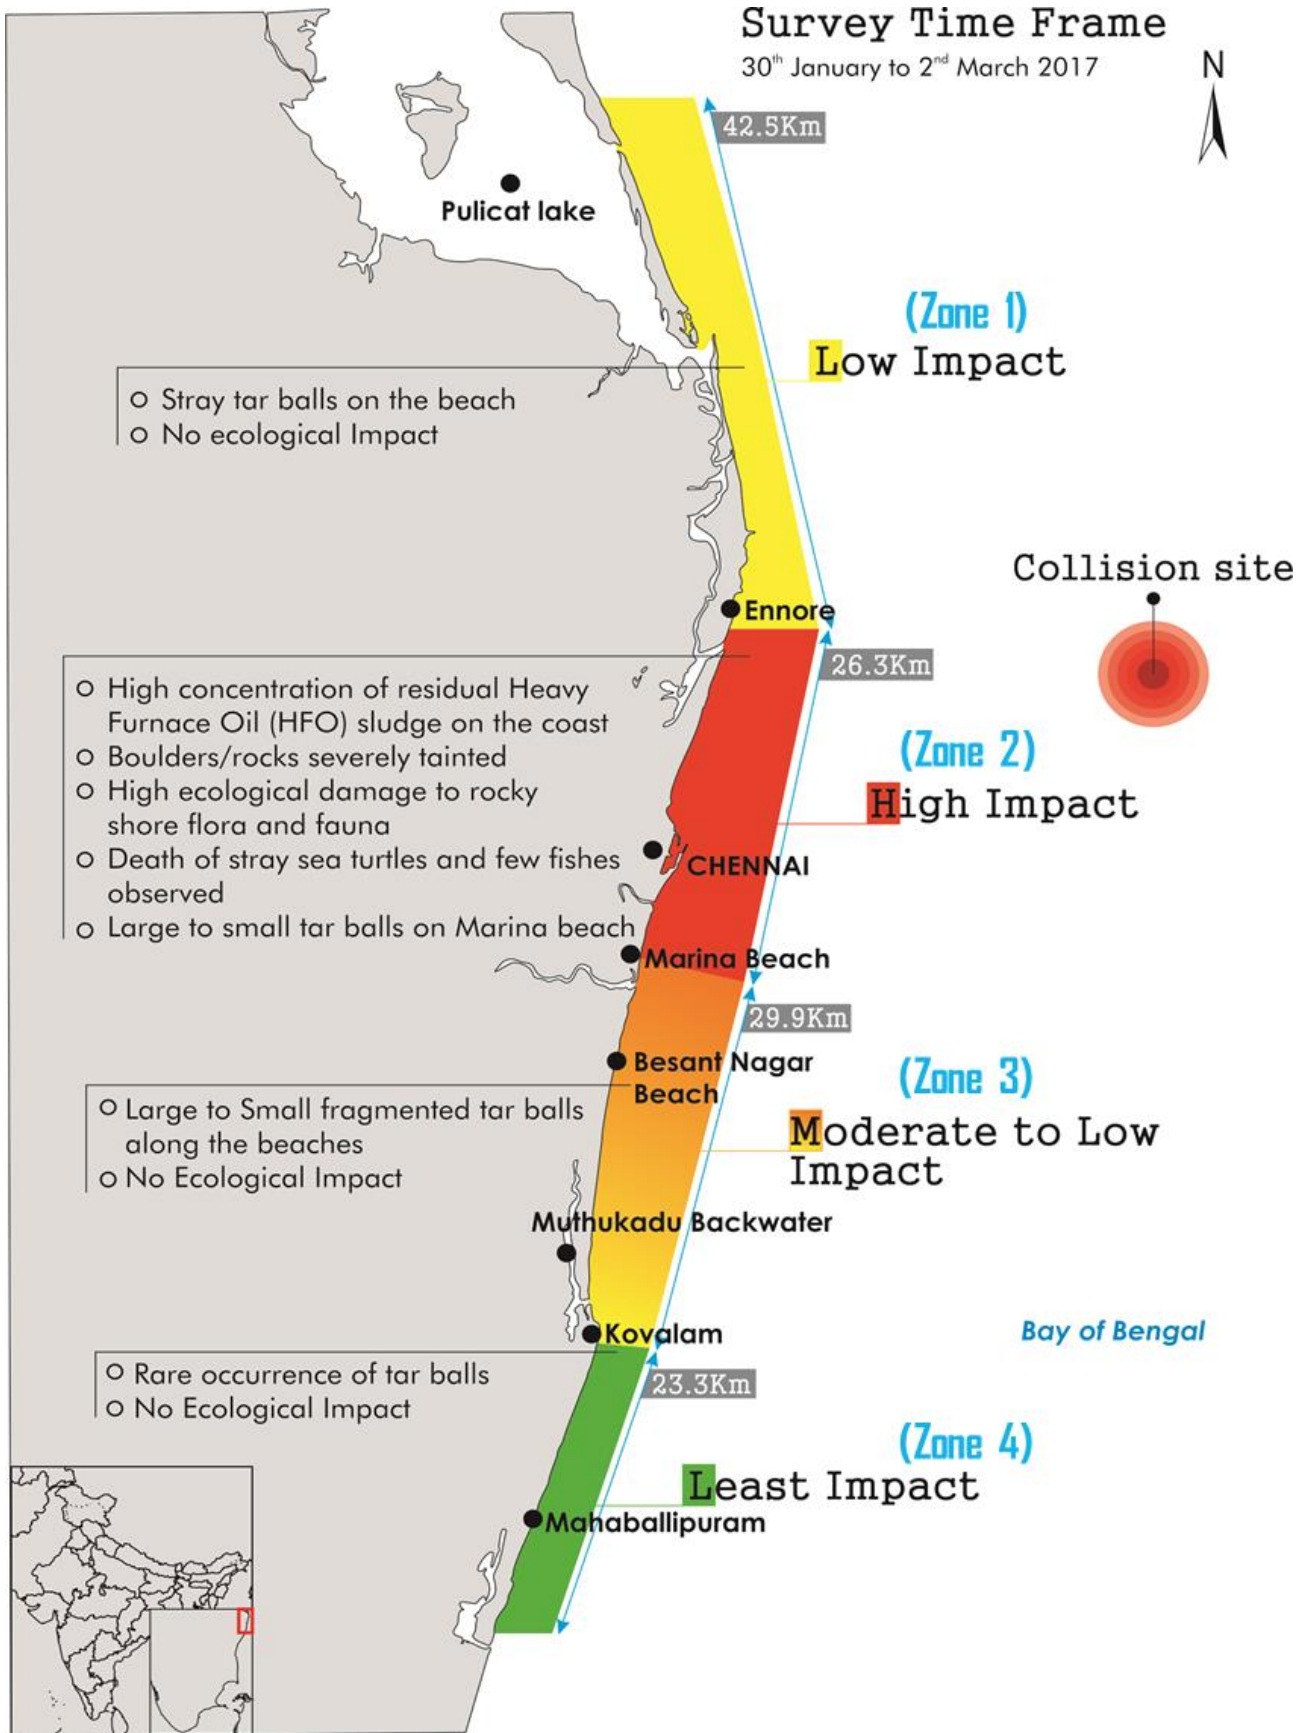 Survey Time Frame
30th January to 2nd March 2017
N
42.5Km
Pulicat lake
(Zone 1)
Low Impact
Stray tar balls on the beach
No ecological Impact
Collision site
Ennore
26.3Km
High concentration of residual Heavy
Furnace Oil (HFO) sludge on the coast
Boulders/rocks severely tainted
High ecological damage to rocky
shore flora and fauna
Death of stray sea turtles and few fishes
observed
Large to small tar balls on Marina beach
(Zone 2)
High Impact
CHENNAI
Marina Beach
29.9Km
Besant Nagar
Beach
(Zone 3)
Moderate to Low
Impact
Large to Small fragmented tar balls
along the beaches
No Ecological Impact
Muthukadu Backwater
Kovalam
Bay of Bengal
Rare occurrence of tar balls
No Ecological Impact
23.3Km
(Zone 4)
Least Impact
Mahaballipuram